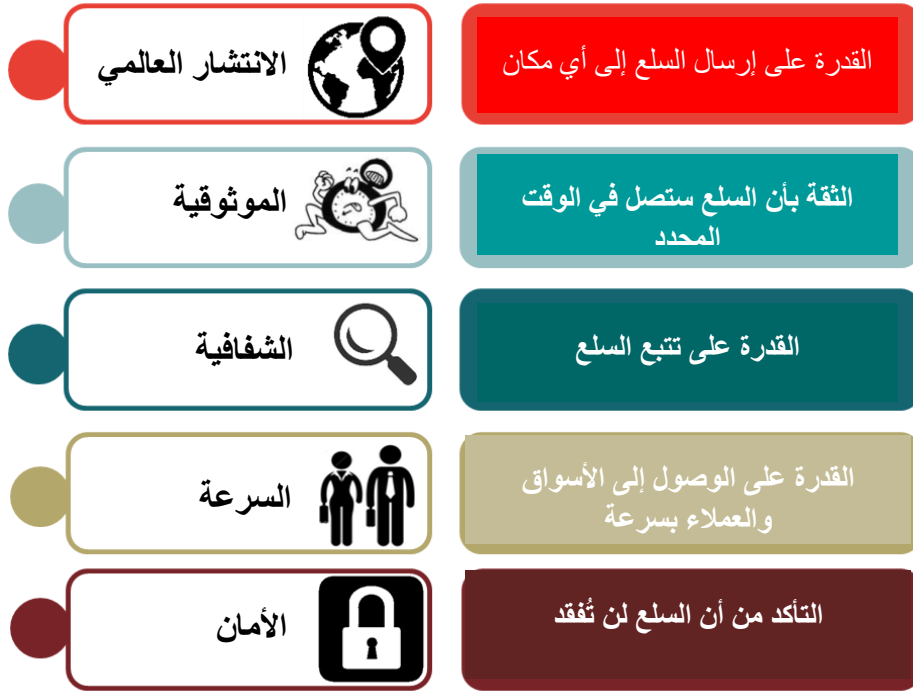 الانتشار العالمي
القدرة على إرسال السلع إلى أي مكان
الموثوقية
الثقة بأن السلع ستصل في الوقت
المحدد
الشفافية
القدرة على تتبع السلع
السرعة
القدرة على الوصول إلى الأسواق
والعملاء بسرعة
الأمان
التأكد من أن السلع لن تُفقد